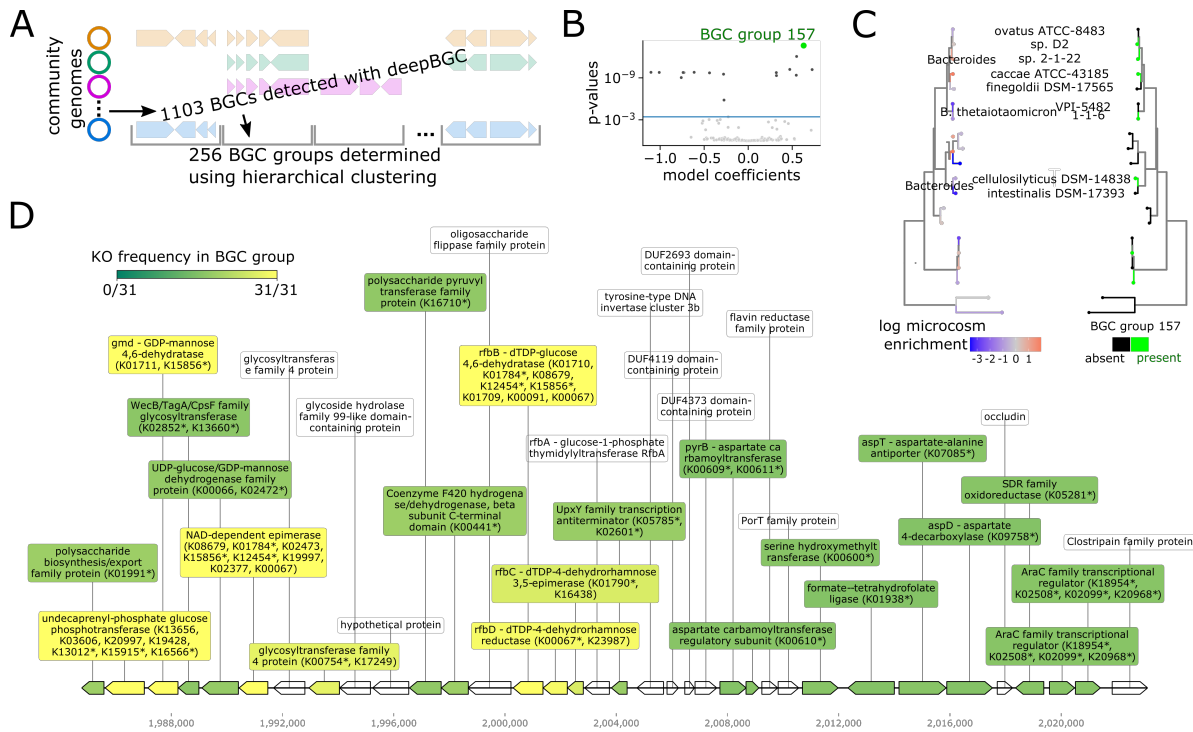 A
community
genomes
1103 BGCs detected with deepBGC
...
256 BGC groups determined
using hierarchical clustering
B
BGC group 157
p-values
10⁻⁹
10⁻³
-1.0
-0.5
0.0
0.5
model coefficients
C
ovatus ATCC-8483
sp. D2
Bacteroides
sp. 2-1-22
caccae ATCC-43185
finegoldii DSM-17565
B. thetaiotaomicron
VPI-5482
1-1-6
Bacteroides
cellulosilyticus DSM-14838
intestinalis DSM-17393
log microcosm
enrichment
-3 -2 -1 0 1
BGC group 157
absent
present
D
KO frequency in BGC group
0/31
31/31
oligosaccharide
flippase family protein
polysaccharide pyruvyl
transferase family
protein (K16710*)
DUF2693 domain-
containing protein
tyrosine-type DNA
invertase cluster 3b
flavin reductase
family protein
gmd - GDP-mannose
4,6-dehydratase
(K01711, K15856*)
glycosyltransferas
e family 4 protein
rfbB - dTDP-glucose
4,6-dehydratase (K01710,
K01784*, K08679,
K12454*, K15856*,
K01709, K00091, K00067)
DUF4119 domain-
containing protein
WecB/TagA/CpsF family
glycosyltransferase
(K02852*, K13660*)
glycoside hydrolase
family 99-like domain-
containing protein
DUF4373 domain-
containing protein
occludin
rfbA - glucose-1-phosphate
thymidylyltransferase RfbA
pyrB - aspartate ca
rbamoyltransferase
(K00609*, K00611*)
aspT - aspartate-alanine
antiporter (K07085*)
UDP-glucose/GDP-mannose
dehydrogenase family
protein (K00066, K02472*)
Coenzyme F420 hydrogena
se/dehydrogenase, beta
subunit C-terminal
domain (K00441*)
UpxY family transcription
antiterminator (K05785*,
K02601*)
SDR family
oxidoreductase (K05281*)
PorT family protein
aspD - aspartate
4-decarboxylase (K09758*)
NAD-dependent epimerase
(K08679, K01784*, K02473,
K15856*, K12454*, K19997,
K02377, K00067)
serine hydroxymethylt
ransferase (K00600*)
Clostripain family protein
polysaccharide
biosynthesis/export
family protein (K01991*)
rfbC - dTDP-4-dehydrorhamnose
3,5-epimerase (K01790*,
K16438)
formate--tetrahydrofolate
ligase (K01938*)
AraC family transcriptional
regulator (K18954*,
K02508*, K02099*, K20968*)
undecaprenyl-phosphate glucose
phosphotransferase (K13656,
K03606, K20997, K19428,
K13012*, K15915*, K16566*)
hypothetical protein
glycosyltransferase family
4 protein (K00754*, K17249)
rfbD - dTDP-4-dehydrorhamnose
reductase (K00067*, K23987)
aspartate carbamoyltransferase
regulatory subunit (K00610*)
AraC family transcriptional
regulator (K18954*,
K02508*, K02099*, K20968*)
1,988,000
1,992,000
1,996,000
2,000,000
2,004,000
2,008,000
2,012,000
2,016,000
2,020,000